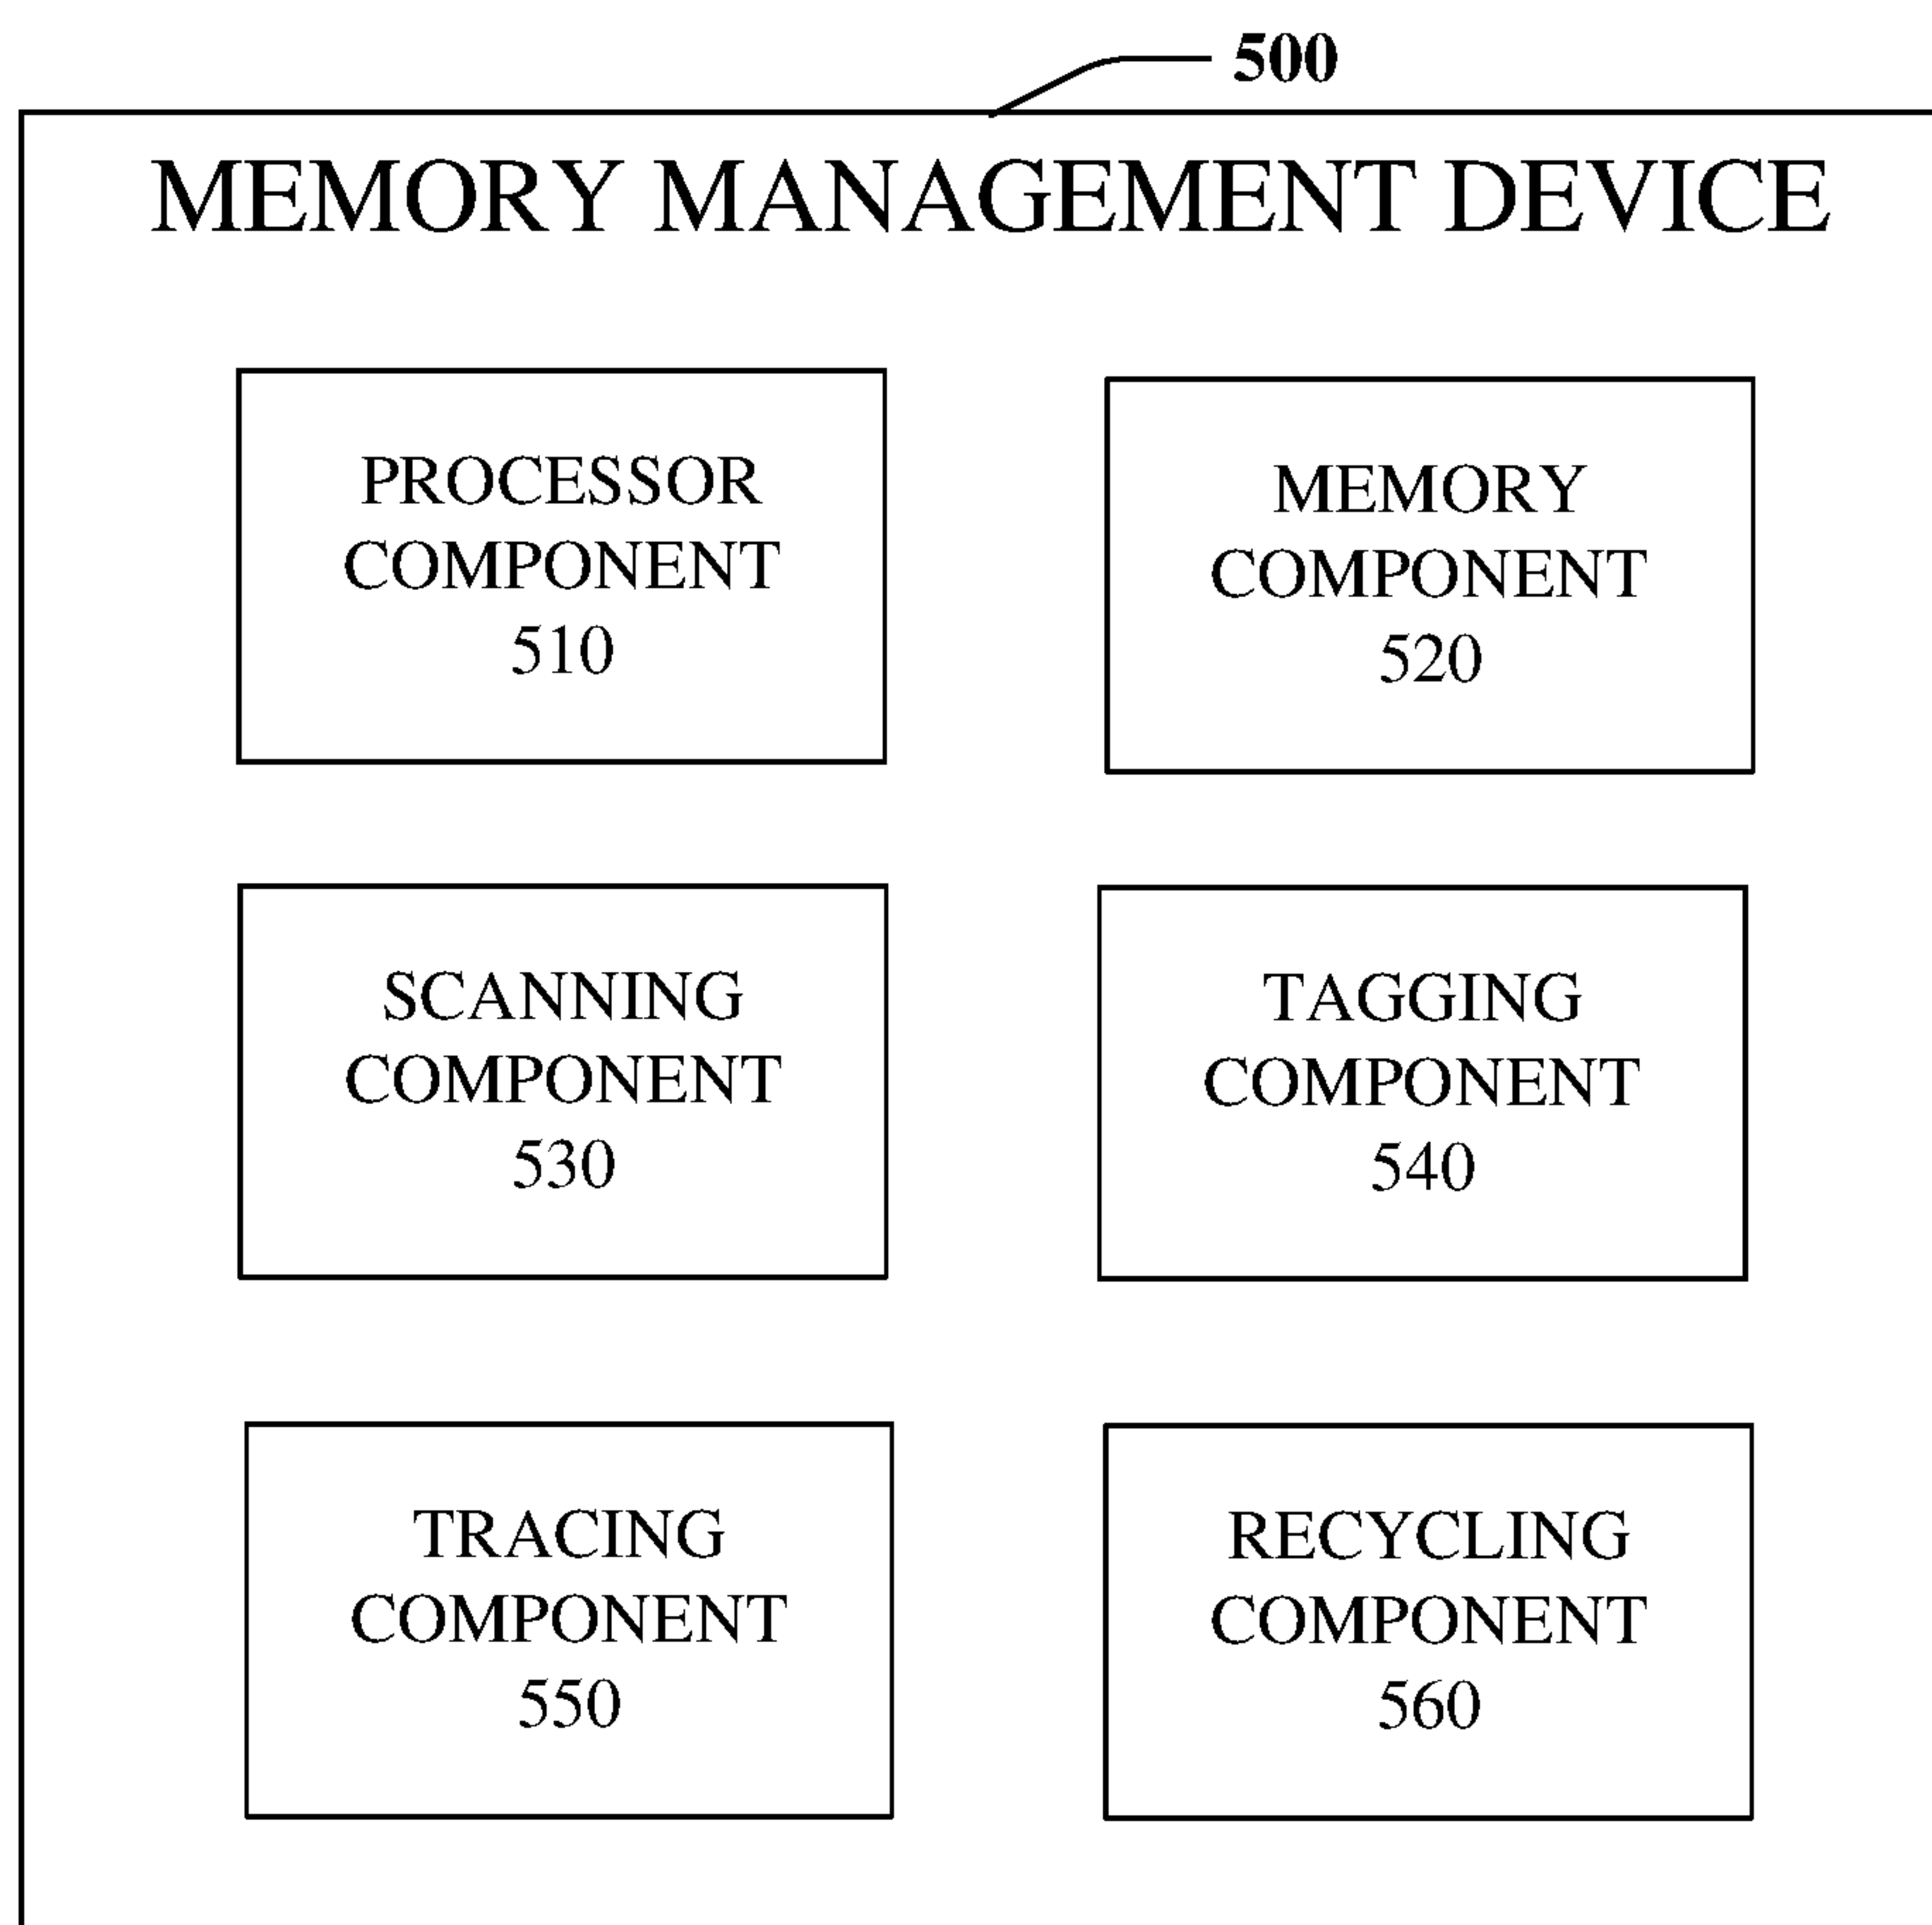 500
MEMORY MANAGEMENT DEVICE
PROCESSOR
COMPONENT
510
MEMORY
COMPONENT
520
SCANNING
COMPONENT
530
TAGGING
COMPONENT
540
TRACING
COMPONENT
550
RECYCLING
COMPONENT
560